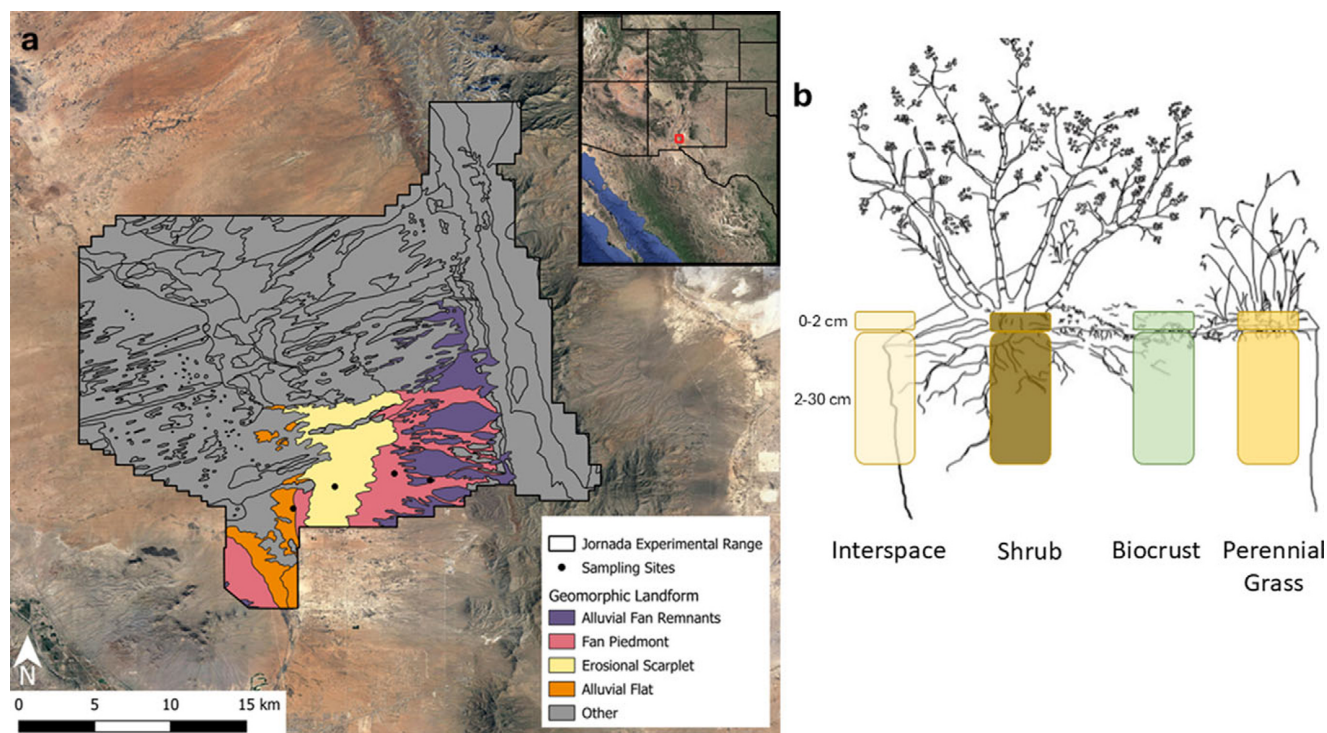 a
Jornada Experimental Range
Sampling Sites
Geomorphic Landform
Alluvial Fan Remnants
Fan Piedmont
Erosional Scarplet
Alluvial Flat
Other
N
0 5 10 15 km
b
0-2 cm
2-30 cm
Interspace Shrub Biocrust Perennial
Grass